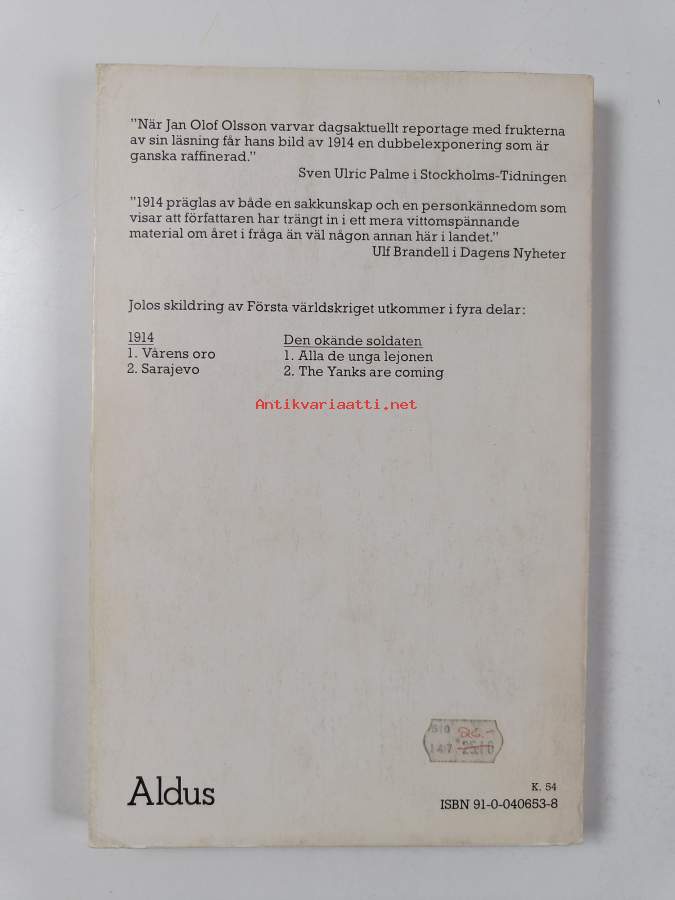 "När Jan Olof Olsson varvar dagsaktuellt reportage med frukterna
av sin läsning får hans bild av 1914 en dubbelexponering som är
ganska raffinerad."
Sven Ulric Palme i Stockholms-Tidningen
"1914 präglas av både en sakkunskap och en personkännedom som
visar att författaren har trängt in i ett mera vittomspännande
material om året i fråga än väl någon annan här i landet."
Ulf Brandell i Dagens Nyheter
Jolos skildring av Första världskriget utkommer i fyra delar:
1914
1. Vårens oro
2. Sarajevo
Den okände soldaten
1. Alla de unga lejonen
2. The Yanks are coming
Antikvariaatti.net
147
Aldus
K. 54
ISBN 91-0-040653-8